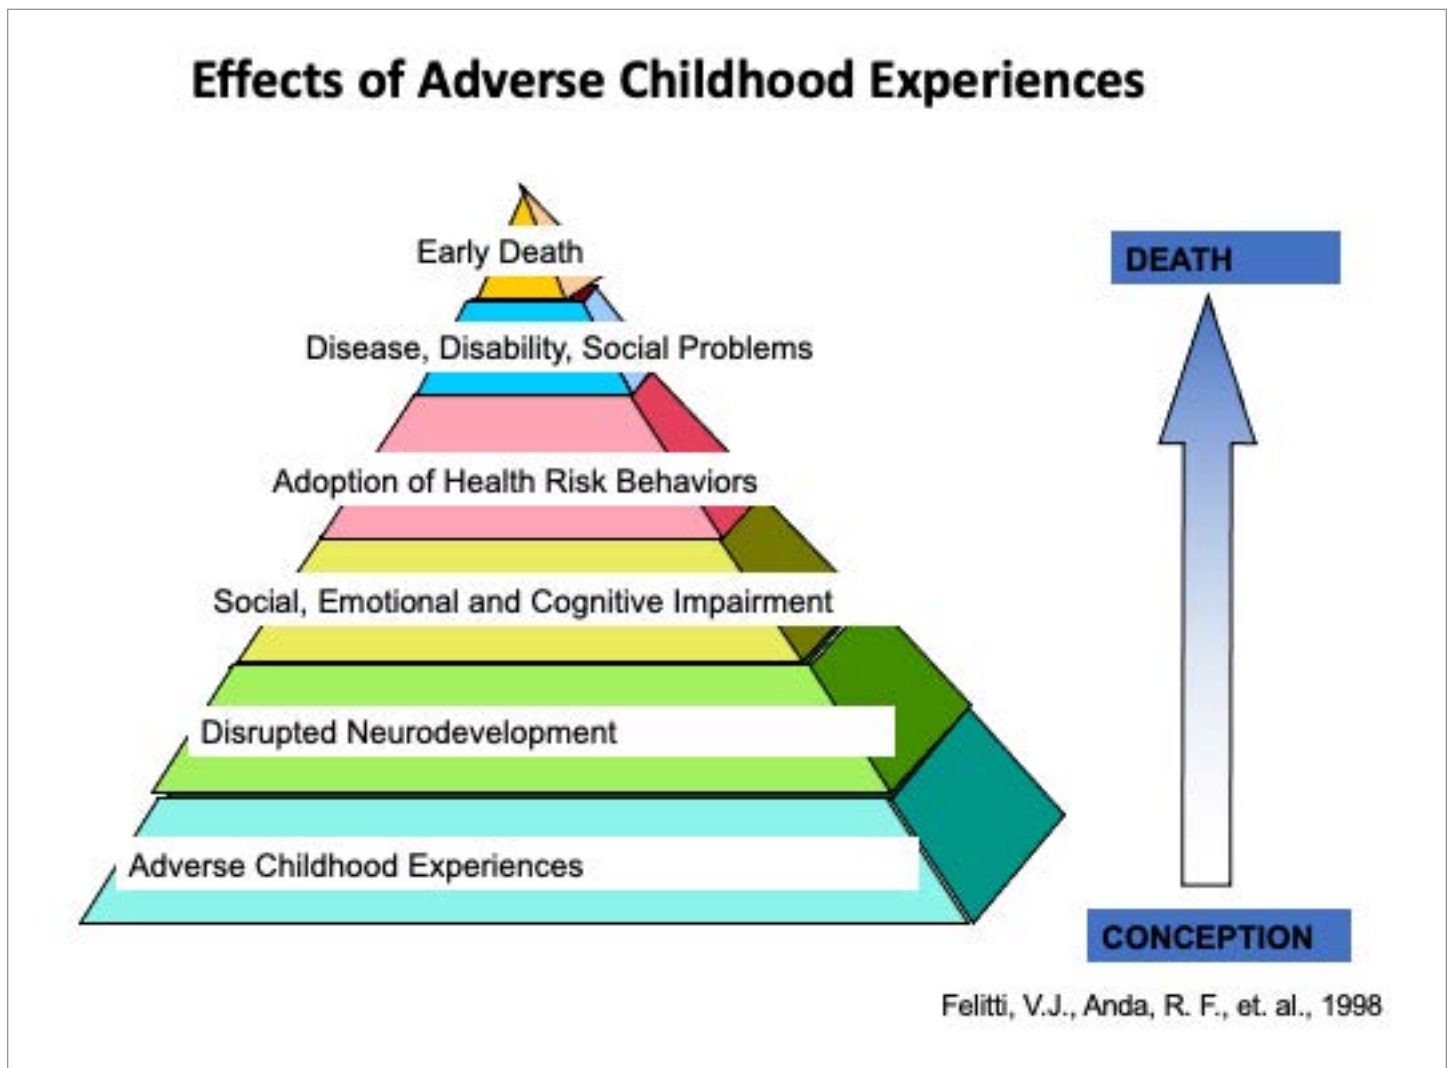 Effects of Adverse Childhood Experiences
Early Death
Disease, Disability, Social Problems
Adoption of Health Risk Behaviors
Social, Emotional and Cognitive Impairment
Disrupted Neurodevelopment
Adverse Childhood Experiences
DEATH
CONCEPTION
Felitti, V.J., Anda, R. F., et. al., 1998